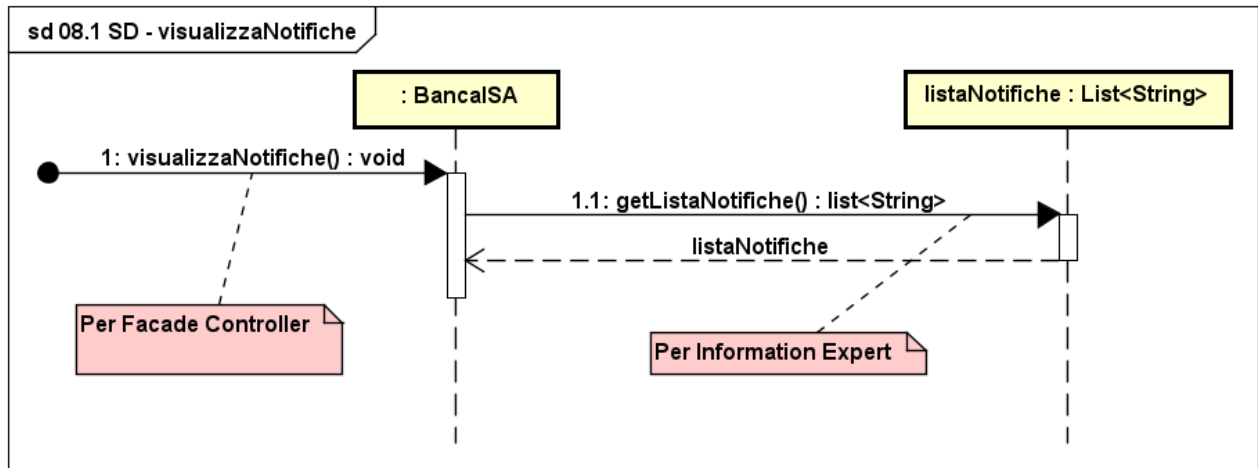 sd 08.1 SD - visualizzaNotifiche
: BancaISA
listaNotifiche : List<String>
1: visualizzaNotifiche() : void
1.1: getListaNotifiche() : list<String>
listaNotifiche
Per Facade Controller
Per Information Expert